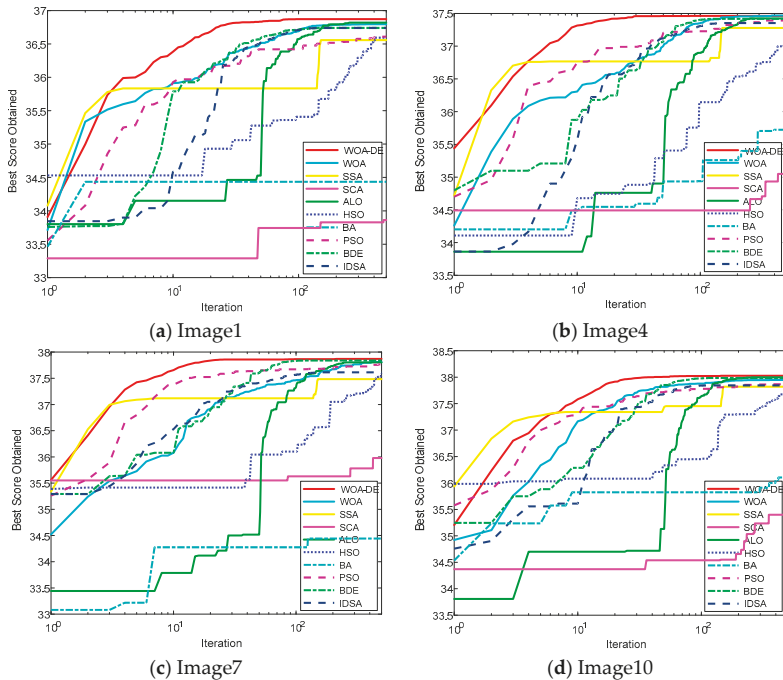 37
36.5
36
35.5
35
34.5
34
33.5
33
Best Score Obtained
10^0
10^1
10^2
Iteration
WOA-DE
WOA
SSA
SCA
ALO
HSO
BA
PSO
BDE
IDSA
(a) Image1
37.5
37
36.5
36
35.5
35
34.5
34
33.5
Best Score Obtained
10^0
10^1
10^2
Iteration
WOA-DE
WOA
SSA
SCA
ALO
HSO
BA
PSO
BDE
IDSA
(b) Image4
38
37.5
37
36.5
36
35.5
35
34.5
34
33.5
33
Best Score Obtained
10^0
10^1
10^2
Iteration
WOA-DE
WOA
SSA
SCA
ALO
HSO
BA
PSO
BDE
IDSA
(c) Image7
38.5
38
37.5
37
36.5
36
35.5
35
34.5
34
33.5
Best Score Obtained
10^0
10^1
10^2
Iteration
WOA-DE
WOA
SSA
SCA
ALO
HSO
BA
PSO
BDE
IDSA
(d) Image10